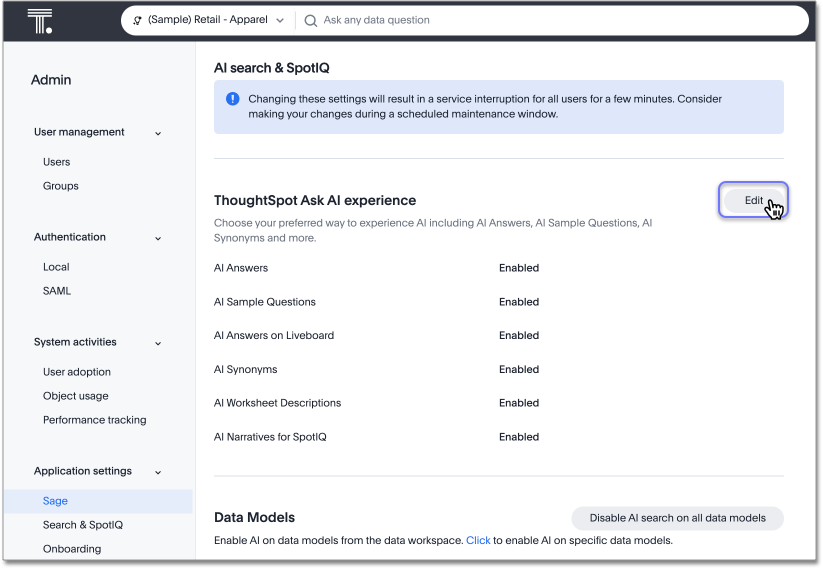 T.
(Sample) Retail - Apparel
Ask any data question
Admin
User management
Users
Groups
Authentication
Local
SAML
System activities
User adoption
Object usage
Performance tracking
Application settings
Sage
Search & SpotIQ
Onboarding
AI search & SpotIQ
Changing these settings will result in a service interruption for all users for a few minutes. Consider
making your changes during a scheduled maintenance window.
ThoughtSpot Ask AI experience
Edit
Choose your preferred way to experience AI including AI Answers, AI Sample Questions, AI
Synonyms and more.
AI Answers Enabled
AI Sample Questions Enabled
AI Answers on Liveboard Enabled
AI Synonyms Enabled
AI Worksheet Descriptions Enabled
AI Narratives for SpotIQ Enabled
Data Models
Disable AI search on all data models
Enable AI on data models from the data workspace. Click to enable AI on specific data models.